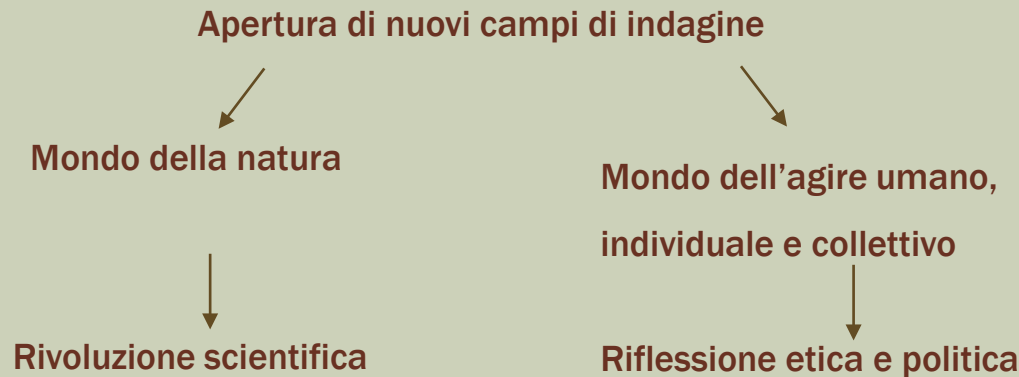 Apertura di nuovi campi di indagine
Mondo della natura
Mondo dell’agire umano,
individuale e collettivo
Rivoluzione scientifica
Riflessione etica e politica